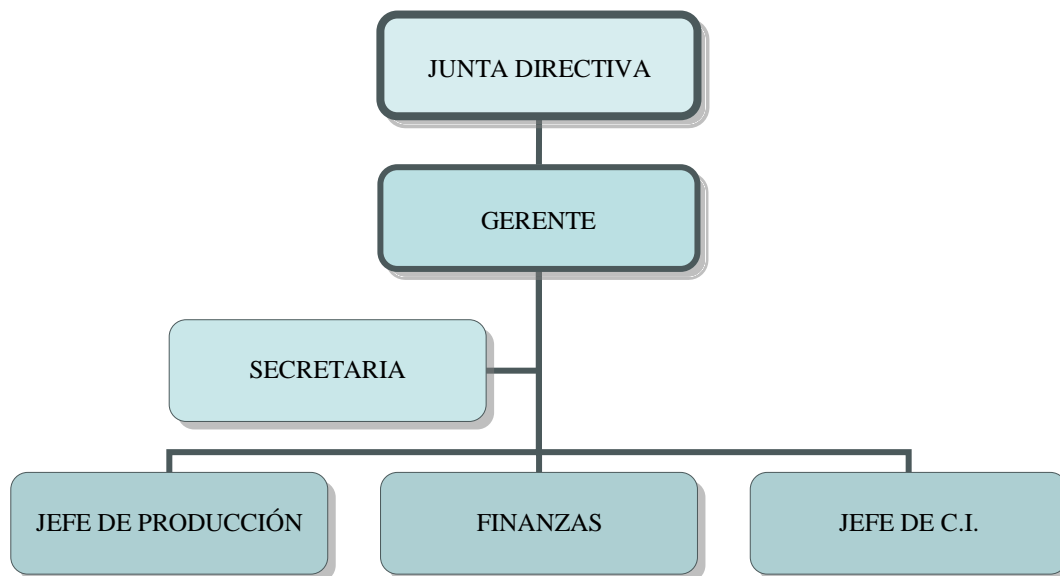 JUNTA DIRECTIVA
GERENTE
SECRETARIA
JEFE DE PRODUCCIÓN
FINANZAS
JEFE DE C.I.